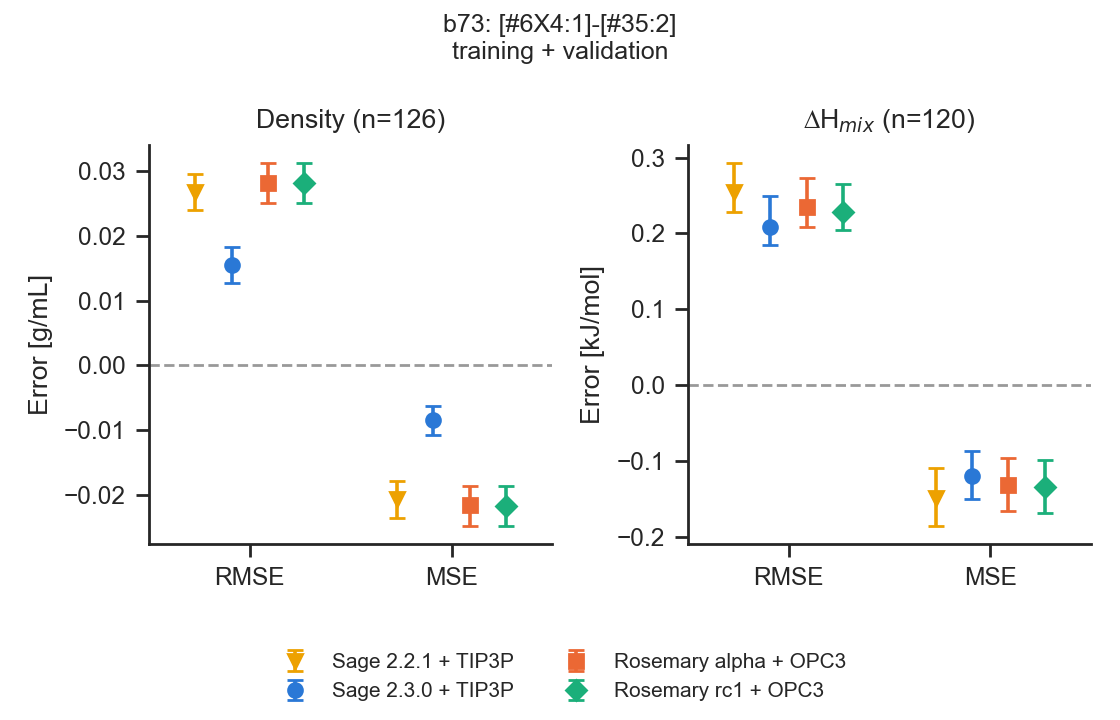 b73: [#6X4:1]-[#35:2]
training + validation
Density (n=126)
Error [g/mL]
0.03
0.02
0.01
0.00
−0.01
−0.02
RMSE
MSE
ΔHmix (n=120)
Error [kJ/mol]
0.3
0.2
0.1
0.0
−0.1
−0.2
RMSE
MSE
Sage 2.2.1 + TIP3P
Sage 2.3.0 + TIP3P
Rosemary alpha + OPC3
Rosemary rc1 + OPC3